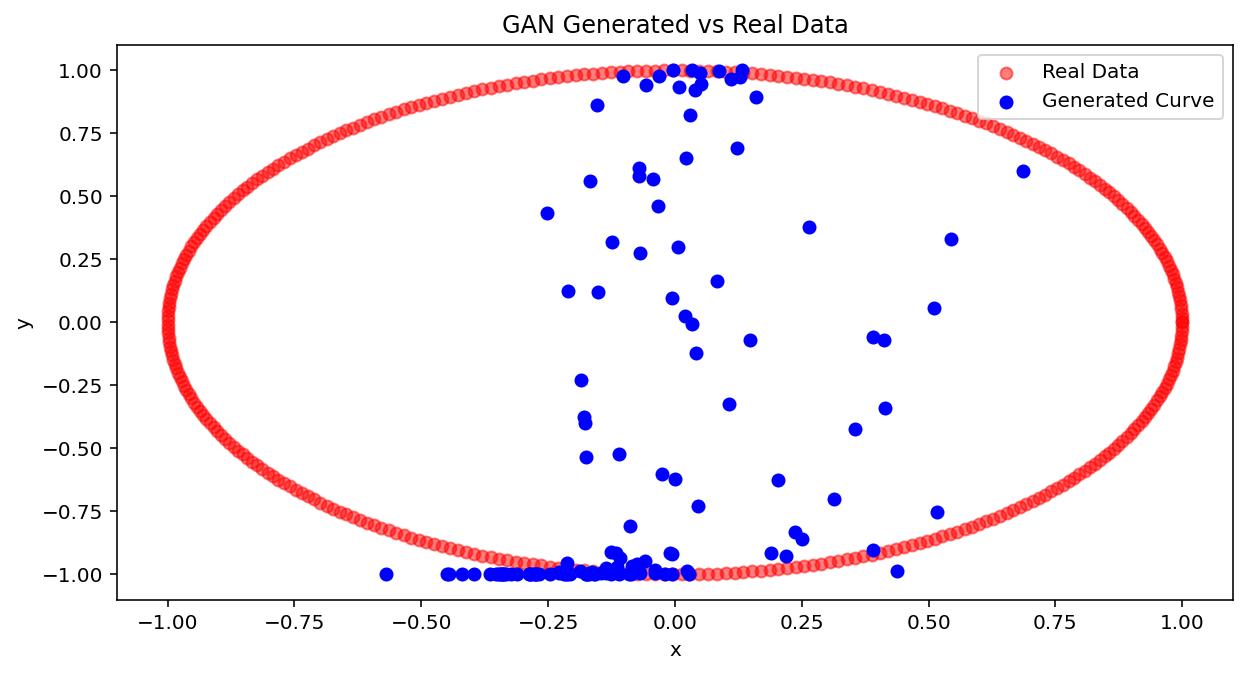 GAN Generated vs Real Data
Real Data
Generated Curve
1.00
0.75
0.50
0.25
0.00
−0.25
−0.50
−0.75
−1.00
y
−1.00 −0.75 −0.50 −0.25 0.00 0.25 0.50 0.75 1.00
x